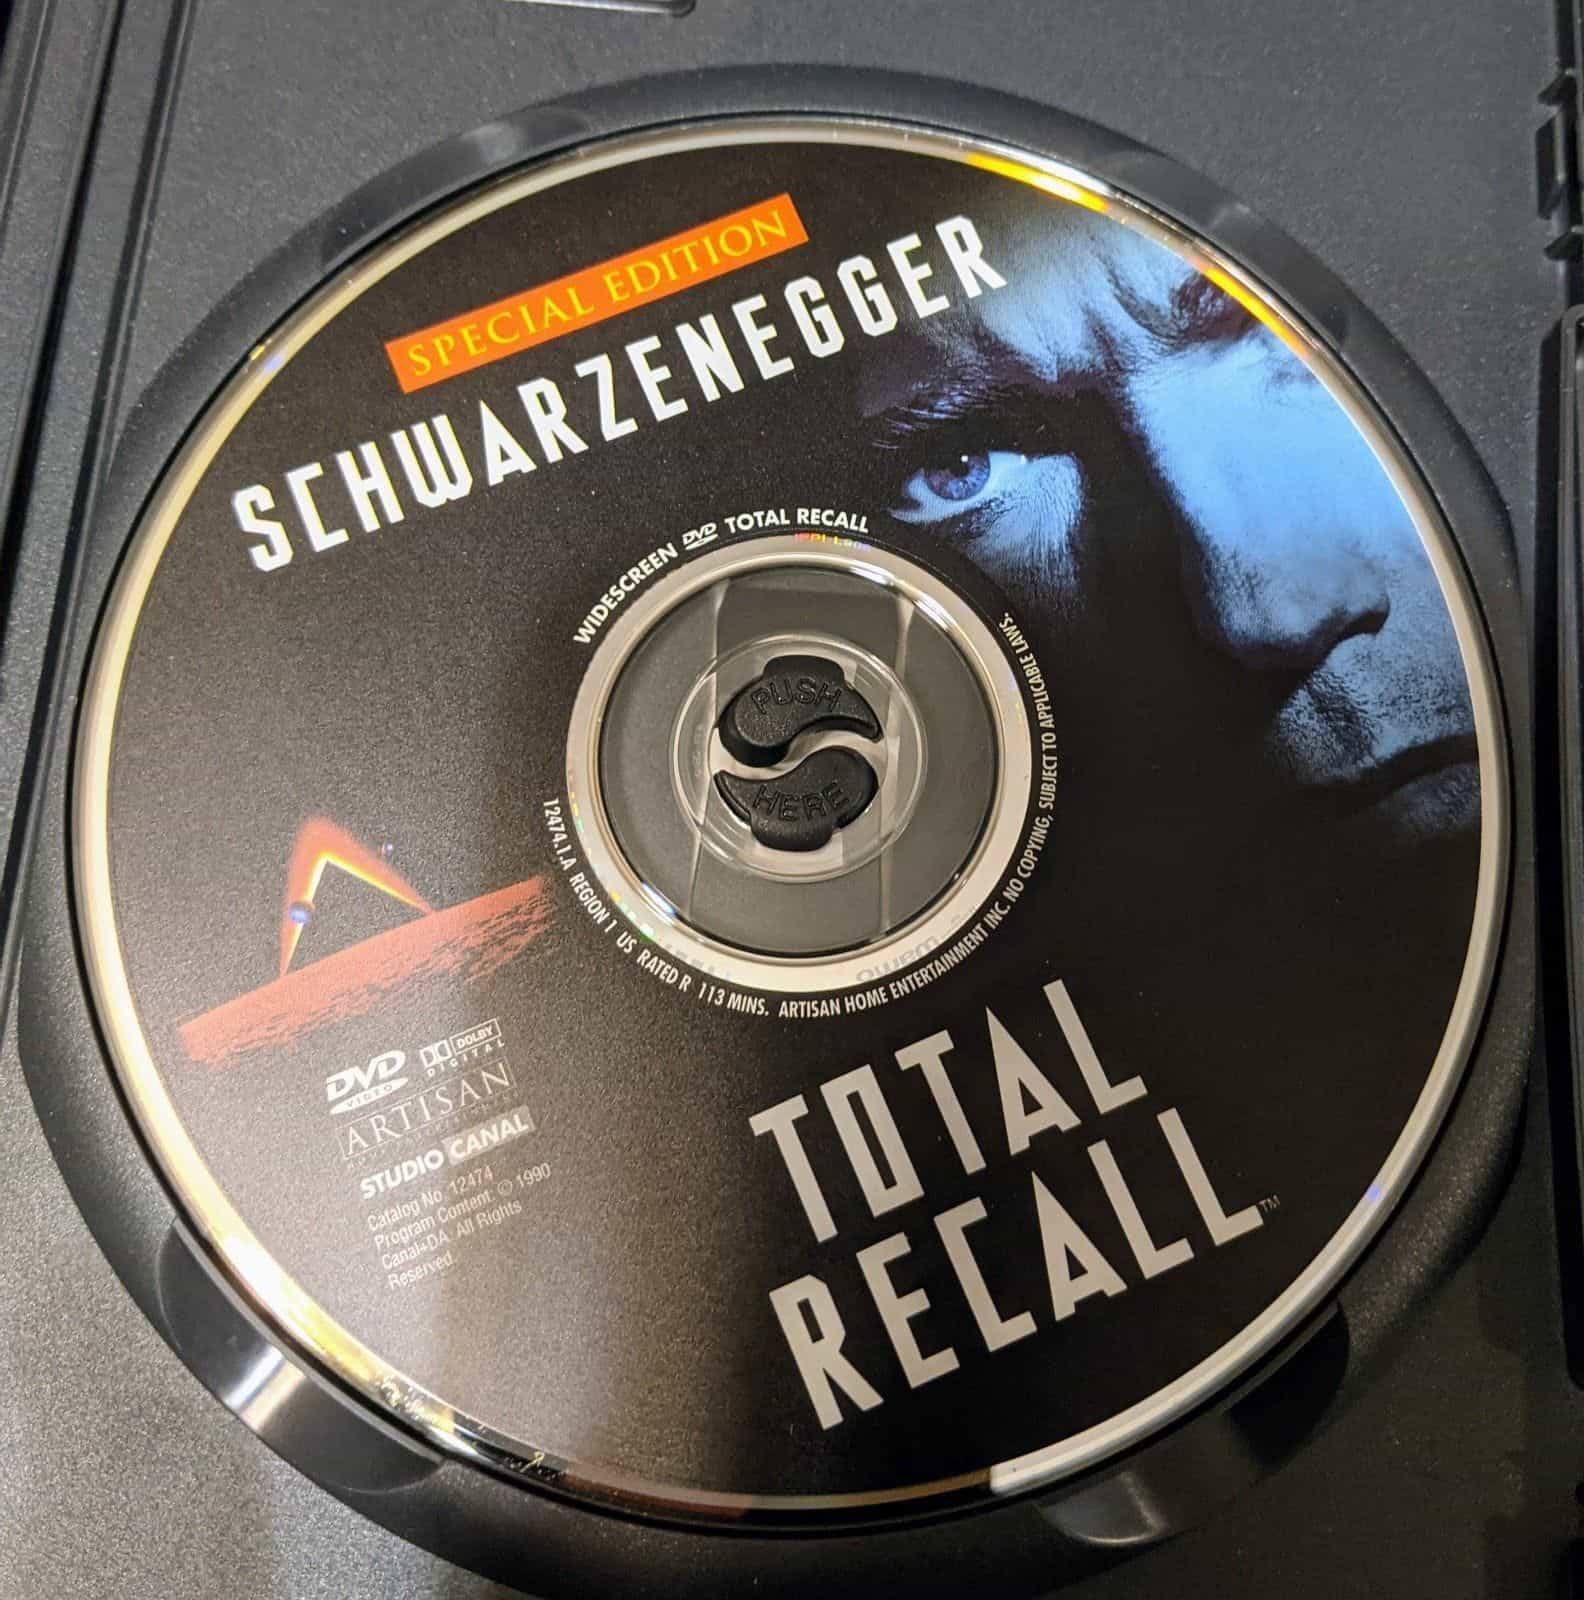 SPECIAL EDITION
SCHWARZENEGGER
WIDESCREEN DVD TOTAL RECALL
PUSH
HERE
12474.1.A REGION 1 US RATED R 113 MINS. ARTISAN HOME ENTERTAINMENT INC. NO COPYING, SUBJECT TO APPLICABLE LAWS.
DVD
VIDEO
DOLBY
DIGITAL
ARTISAN
STUDIO CANAL
Catalog No. 12474
Program Content. © 1990
Canal+DA. All Rights
Reserved.
TOTAL
RECALL™